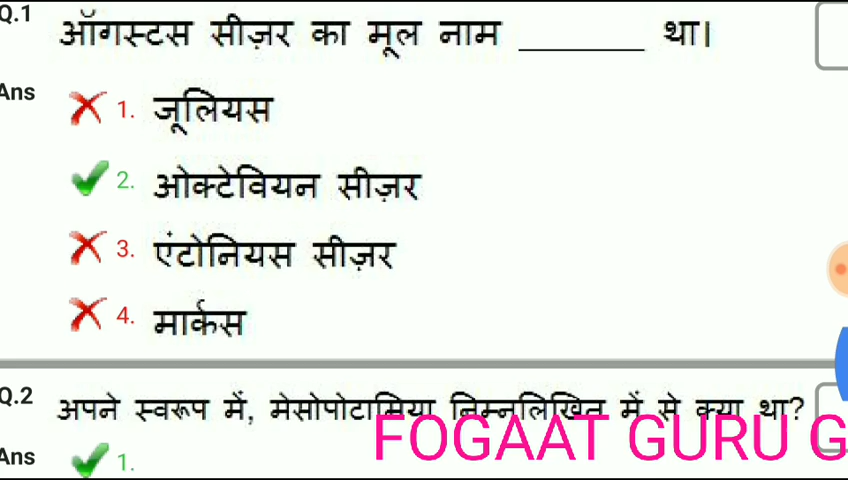 Q.1 ऑगस्टस सीज़र का मूल नाम ________ था।
Ans 1. जूलियस
2. ओक्टेवियन सीज़र
3. एंटोनियस सीज़र
4. मार्कस
Q.2 अपने स्वरूप में, मेसोपोटामिया निम्नलिखित में से क्या था?
FOGAAT GURU G
Ans 1.